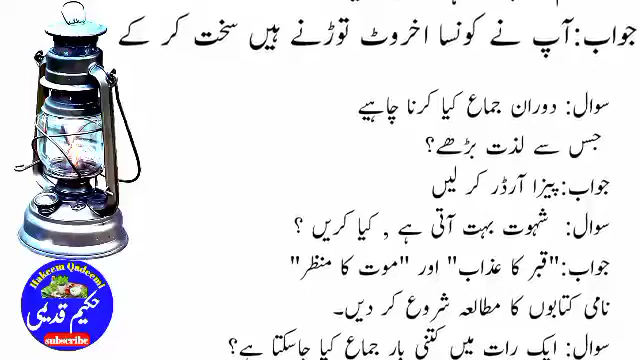 جواب:آپ نے کونسا اخروٹ توڑنے ہیں سخت کر کے
سوال: دوران جماع کیا کرنا چاہیے
جس سے لذت بڑھے؟
جواب:پیزا آرڈر کر لیں
سوال: شہوت بہت آتی ہے , کیا کریں ؟
جواب:"قبر کا عذاب" اور "موت کا منظر"
نامی کتابوں کا مطالعہ شروع کر دیں۔
سوال: ایک رات میں کتنی بار جماع کیا جاسکتا ہے؟
Hakeem Qadeemi
حکیم قدیمی
subscribe